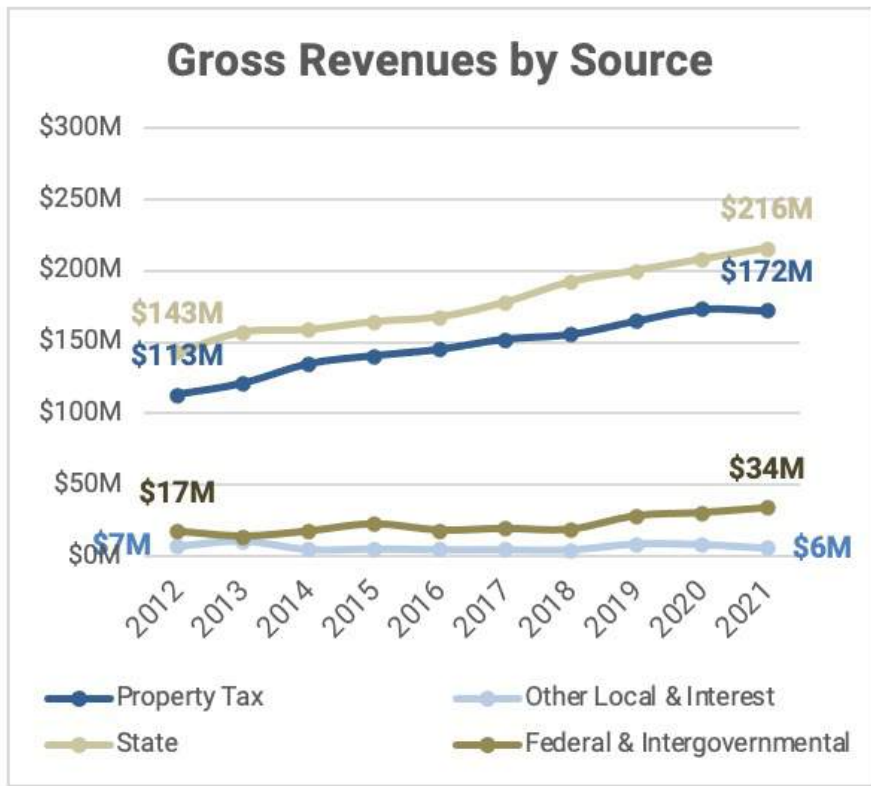 Gross Revenues by Source
$300M
$250M
$216M
$200M
$172M
$143M
$150M
$113M
$100M
$50M
$34M
$17M
$7M
$0M
$6M
2012 2013 2014 2015 2016 2017 2018 2019 2020 2021
Property Tax Other Local & Interest
State Federal & Intergovernmental